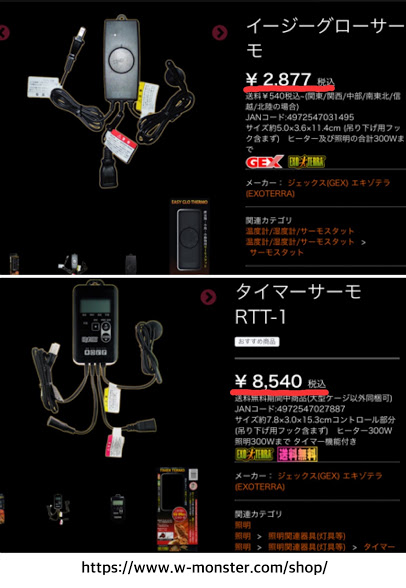 イージーグローサー
モ
¥ 2,877 税込
送料￥540税込~(関東/関西/中部/南東北/信
越/北陸の場合)
JANコード:4972547031495
サイズ約5.0×3.6×11.4cm (吊り下げ用フッ
ク含まず) ヒーター及び照明の合計300Wま
で
GEX EXO TERRA
メーカー： ジェックス(GEX) エキゾテラ
(EXOTERRA)
関連カテゴリ
温度計/湿度計/サーモスタット
温度計/湿度計/サーモスタット >
サーモスタット
EASY GLO THERMO
タイマーサーモ
RTT-1
おすすめ商品
¥ 8,540 税込
送料無料期間中商品(大型ケージ以外同梱可)
JANコード:4972547027887
サイズ約7.8×3.0×15.3cmコントロール部分
(吊り下げ用フック含まず) ヒーター300W
照明300Wまで タイマー機能付き
EXO TERRA 送料無料
メーカー： ジェックス(GEX) エキゾテラ
(EXOTERRA)
関連カテゴリ
照明
照明 > 照明関連器具(灯具等)
照明 > 照明関連器具(灯具等) > タイマー
TIMER THERMO
https://www.w-monster.com/shop/